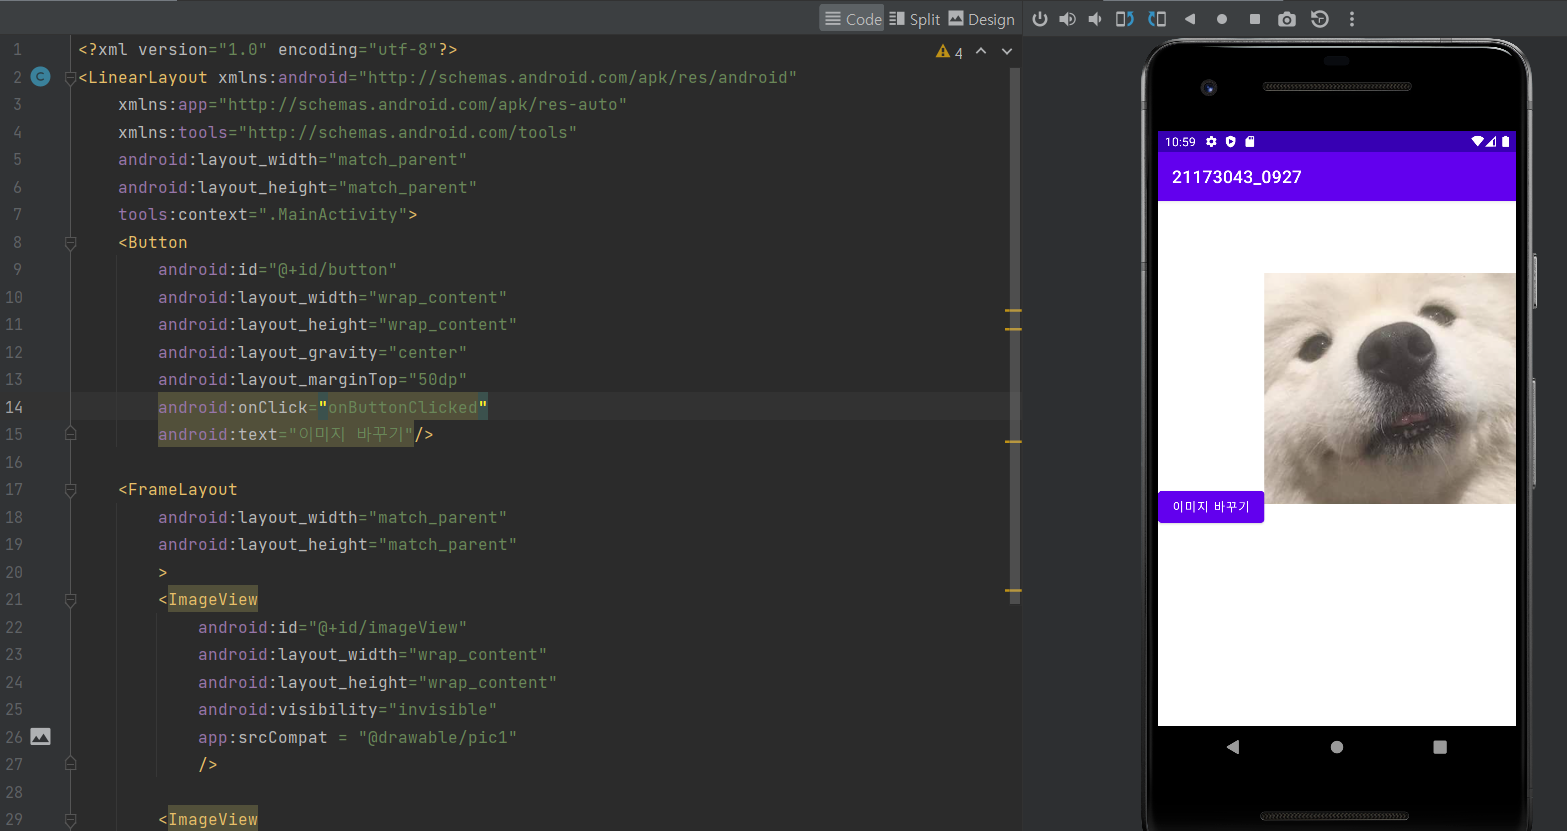 Code Split Design
1 <?xml version="1.0" encoding="utf-8"?>
4
2 C <LinearLayout xmlns:android="http://schemas.android.com/apk/res/android"
3 xmlns:app="http://schemas.android.com/apk/res-auto"
4 xmlns:tools="http://schemas.android.com/tools"
5 android:layout_width="match_parent"
6 android:layout_height="match_parent"
7 tools:context=".MainActivity">
8 <Button
9 android:id="@+id/button"
10 android:layout_width="wrap_content"
11 android:layout_height="wrap_content"
12 android:layout_gravity="center"
13 android:layout_marginTop="50dp"
14 android:onClick="onButtonClicked"
15 android:text="이미지 바꾸기"/>
16
17 <FrameLayout
18 android:layout_width="match_parent"
19 android:layout_height="match_parent"
20 >
21 <ImageView
22 android:id="@+id/imageView"
23 android:layout_width="wrap_content"
24 android:layout_height="wrap_content"
25 android:visibility="invisible"
26 app:srcCompat = "@drawable/pic1"
27 />
28
29 <ImageView
10:59
21173043_0927
이미지 바꾸기